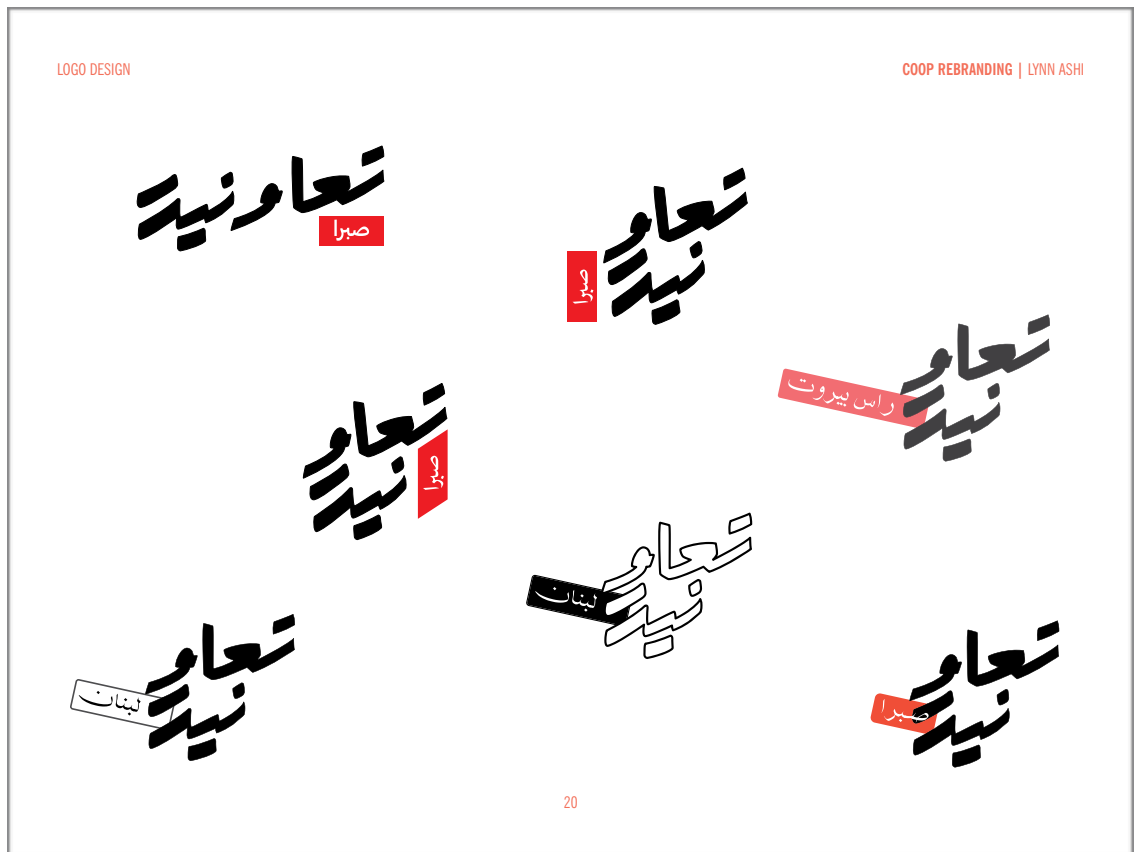 LOGO DESIGN
COOP REBRANDING | LYNN ASHI
تعاونية
صبرا
تعاو
نية
صبرا
تعاو
نية
راس بيروت
تعاو
نية
صبرا
تعاو
نية
لبنان
تعاو
نية
لبنان
تعاو
نية
صبرا
20